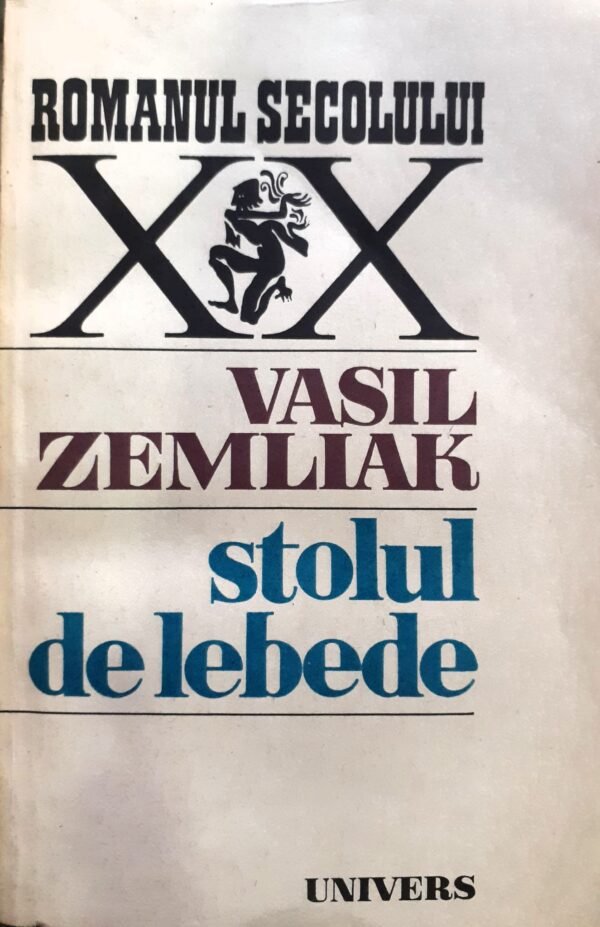 ROMANUL SECOLULUI
XX
VASIL
ZEMLIAK
stolul
de lebede
UNIVERS